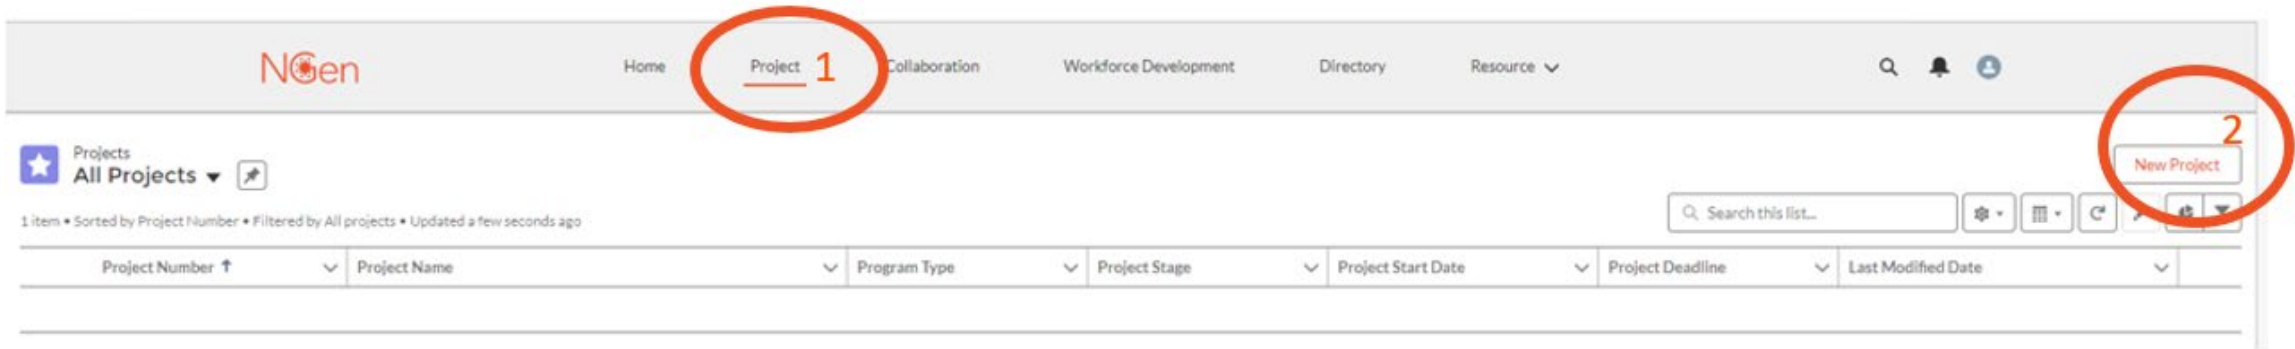 NGen Home Project 1 Collaboration Workforce Development Directory Resource
2
Projects
All Projects
New Project
1 item • Sorted by Project Number • Filtered by All projects • Updated a few seconds ago
Search this list...
Project Number Project Name Program Type Project Stage Project Start Date Project Deadline Last Modified Date